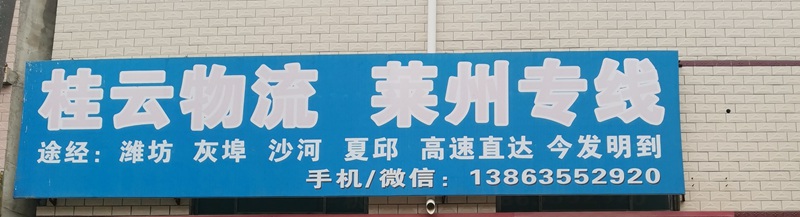 桂云物流 莱州专线
途经：潍坊 灰埠 沙河 夏邱 高速直达 今发明到
手机/微信：13863552920